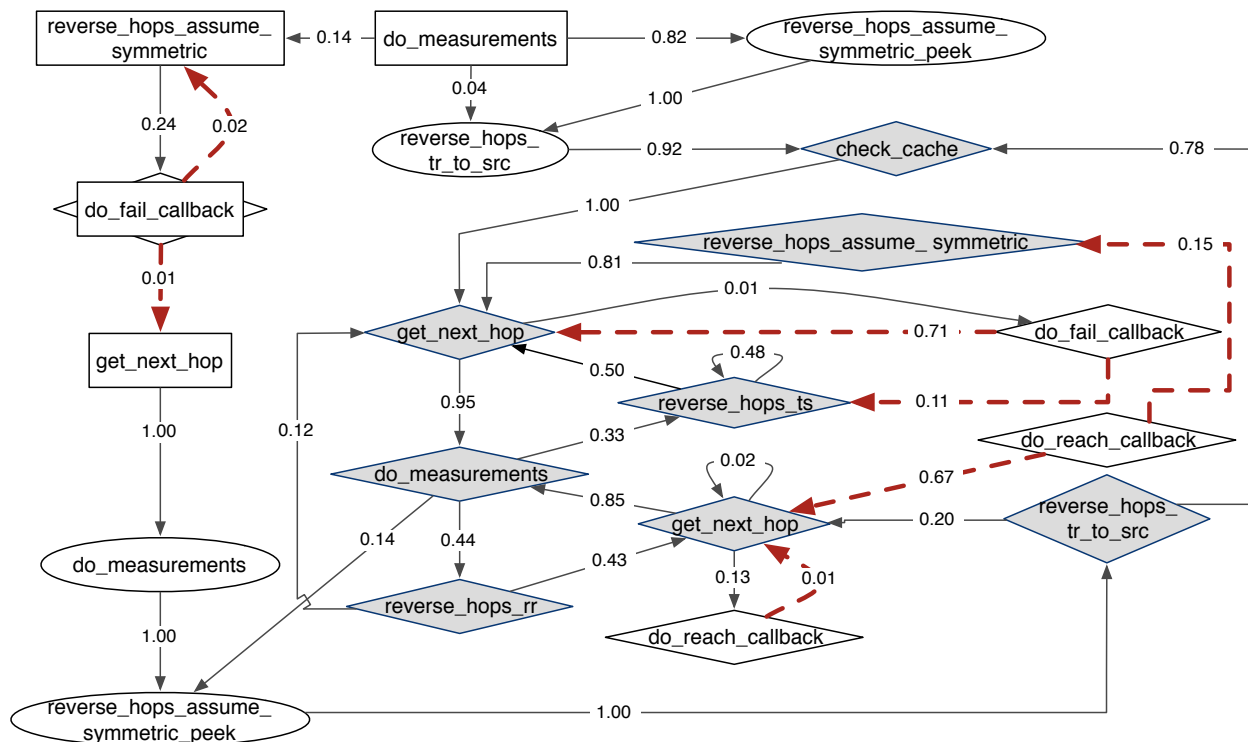 reverse_hops_assume_
symmetric
0.14
do_measurements
0.82
reverse_hops_assume_
symmetric_peek
0.04
1.00
0.24
0.02
reverse_hops_
tr_to_src
0.92
check_cache
0.78
do_fail_callback
1.00
reverse_hops_assume_ symmetric
0.15
0.01
0.81
0.01
get_next_hop
get_next_hop
0.71
do_fail_callback
0.48
0.50
reverse_hops_ts
0.11
0.95
1.00
0.12
0.33
do_reach_callback
do_measurements
0.02
0.67
0.85
get_next_hop
0.20
reverse_hops_
tr_to_src
0.14
0.44
0.43
do_measurements
0.13
0.01
reverse_hops_rr
do_reach_callback
1.00
reverse_hops_assume_
symmetric_peek
1.00